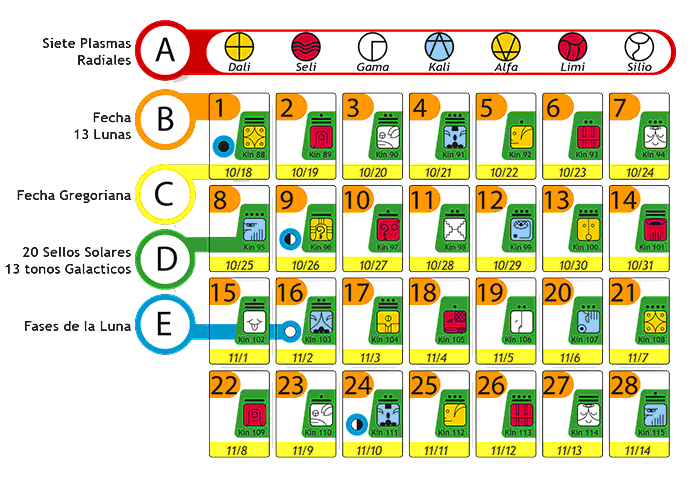 Siete Plasmas
Radiales
A
Dali Seli Gama Kali Alfa Limi Silio
Fecha
13 Lunas
B
1 2 3 4 5 6 7
Kin 88 Kin 89 Kin 90 Kin 91 Kin 92 Kin 93 Kin 94
10/18 10/19 10/20 10/21 10/22 10/23 10/24
Fecha Gregoriana
C
8 9 10 11 12 13 14
Kin 95 Kin 96 Kin 97 Kin 98 Kin 99 Kin 100 Kin 101
10/25 10/26 10/27 10/28 10/29 10/30 10/31
20 Sellos Solares
13 tonos Galacticos
D
15 16 17 18 19 20 21
Kin 102 Kin 103 Kin 104 Kin 105 Kin 106 Kin 107 Kin 108
11/1 11/2 11/3 11/4 11/5 11/6 11/7
Fases de la Luna
E
22 23 24 25 26 27 28
Kin 109 Kin 110 Kin 111 Kin 112 Kin 113 Kin 114 Kin 115
11/8 11/9 11/10 11/11 11/12 11/13 11/14